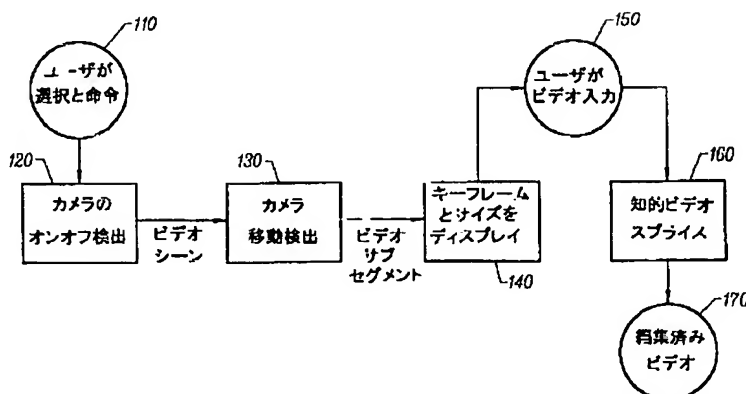 110
ユーザが
選択と命令
120
カメラの
オンオフ検出
ビデオ
シーン
130
カメラ
移動検出
ビデオ
サブ
セグメント
キーフレーム
とサイズを
ディスプレイ
140
150
ユーザが
ビデオ入力
160
知的ビデオ
スプライス
170
編集済み
ビデオ